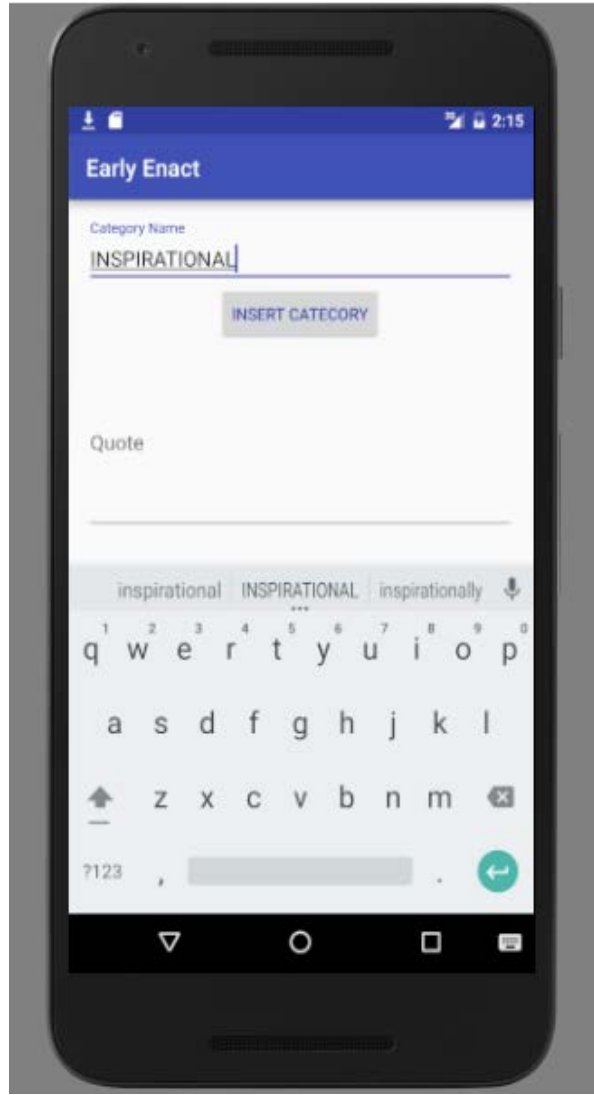 2:15
Early Enact
Category Name
INSPIRATIONAL
INSERT CATECORY
Quote
inspirational INSPIRATIONAL inspirationally
1 2 3 4 5 6 7 8 9 0
q w e r t y u i o p
a s d f g h j k l
z x c v b n m
?123 , .